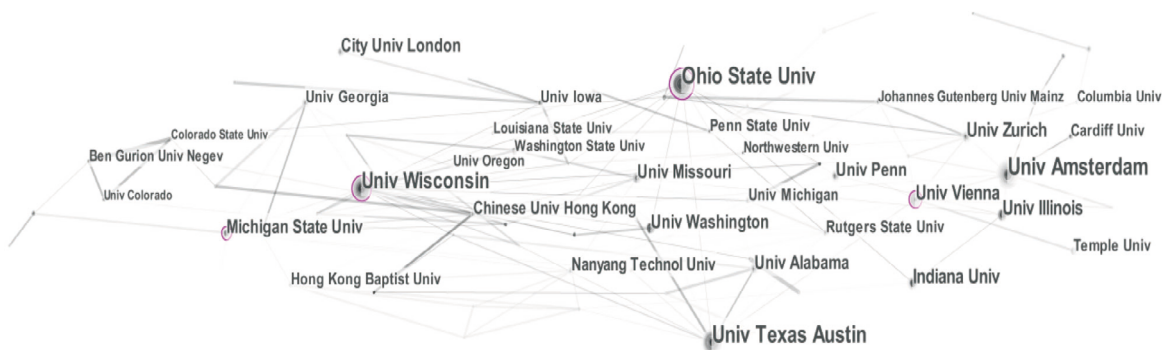 City Univ London
Ohio State Univ
Univ Georgia
Univ Iowa
Johannes Gutenberg Univ Mainz
Columbia Univ
Louisiana State Univ
Penn State Univ
Univ Zurich
Cardiff Univ
Colorado State Univ
Washington State Univ
Northwestern Univ
Ben Gurion Univ Negev
Univ Oregon
Univ Wisconsin
Univ Missouri
Univ Penn
Univ Amsterdam
Univ Colorado
Univ Michigan
Univ Vienna
Chinese Univ Hong Kong
Univ Illinois
Michigan State Univ
Univ Washington
Rutgers State Univ
Temple Univ
Hong Kong Baptist Univ
Nanyang Technol Univ
Univ Alabama
Indiana Univ
Univ Texas Austin